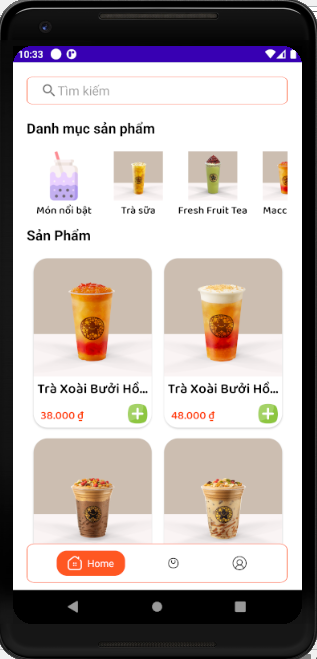 10:33
Tìm kiếm
Danh mục sản phẩm
Món nổi bật Trà sữa Fresh Fruit Tea Macc
Sản Phẩm
Trà Xoài Bưởi Hồ... Trà Xoài Bưởi Hồ...
38.000 ₫ 48.000 ₫
Home